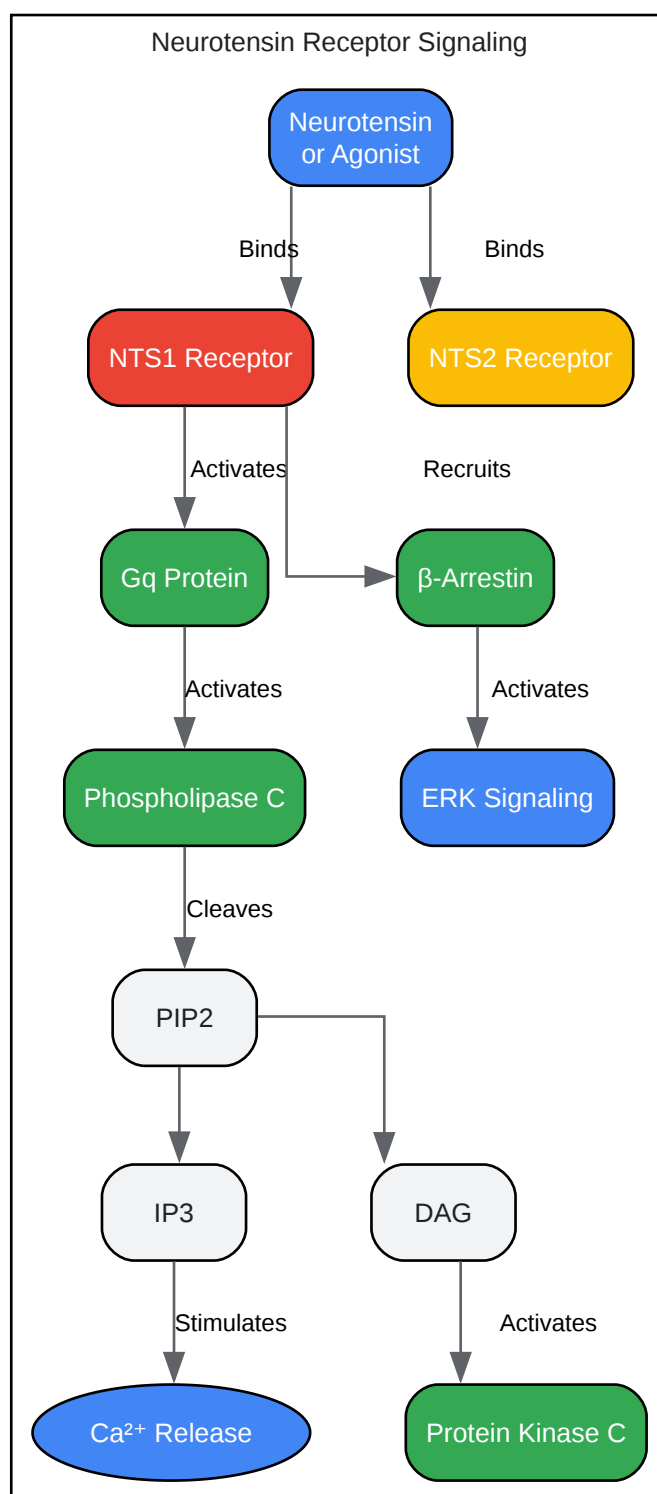 Neurotensin Receptor Signaling
Neurotensin
or Agonist
Binds
Binds
NTS1 Receptor
NTS2 Receptor
Activates
Recruits
Gq Protein
β-Arrestin
Activates
Activates
Phospholipase C
ERK Signaling
Cleaves
PIP2
IP3
DAG
Stimulates
Activates
Ca²⁺ Release
Protein Kinase C